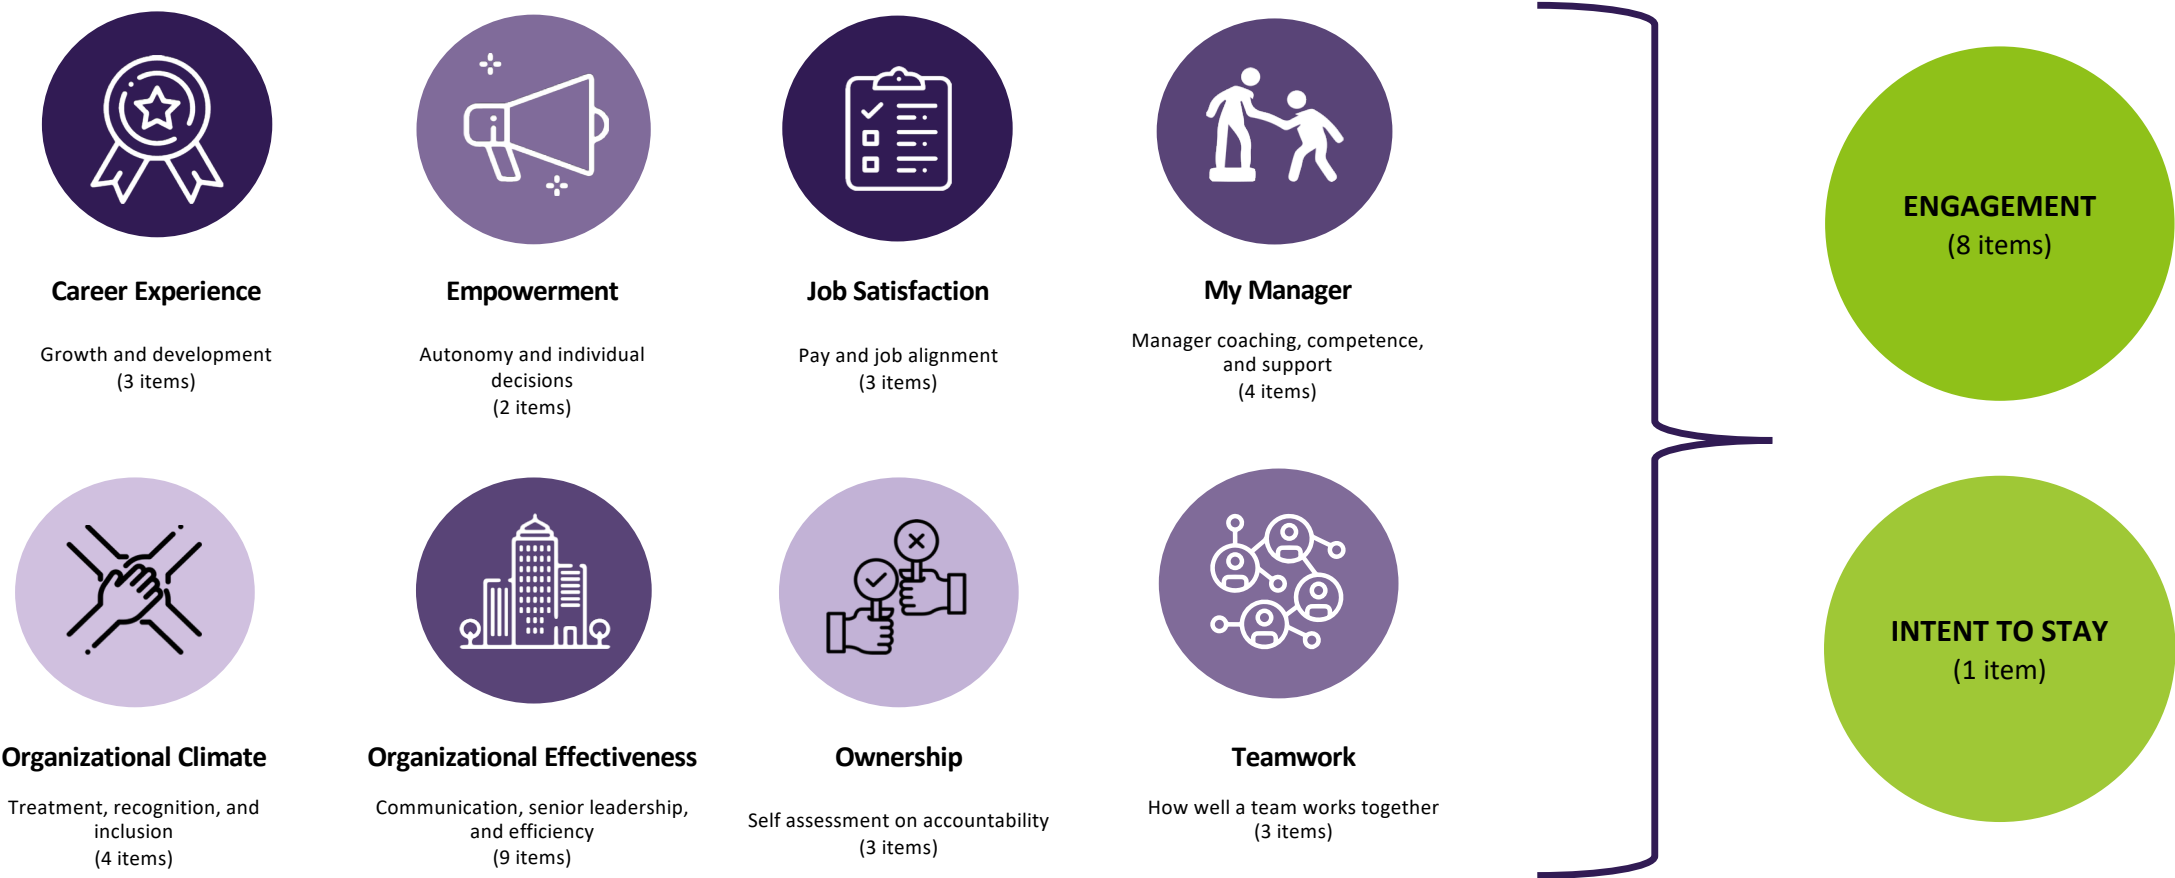 Career Experience
Growth and development
(3 items)
Empowerment
Autonomy and individual
decisions
(2 items)
Job Satisfaction
Pay and job alignment
(3 items)
My Manager
Manager coaching, competence,
and support
(4 items)
Organizational Climate
Treatment, recognition, and
inclusion
(4 items)
Organizational Effectiveness
Communication, senior leadership,
and efficiency
(9 items)
Ownership
Self assessment on accountability
(3 items)
Teamwork
How well a team works together
(3 items)
ENGAGEMENT
(8 items)
INTENT TO STAY
(1 item)